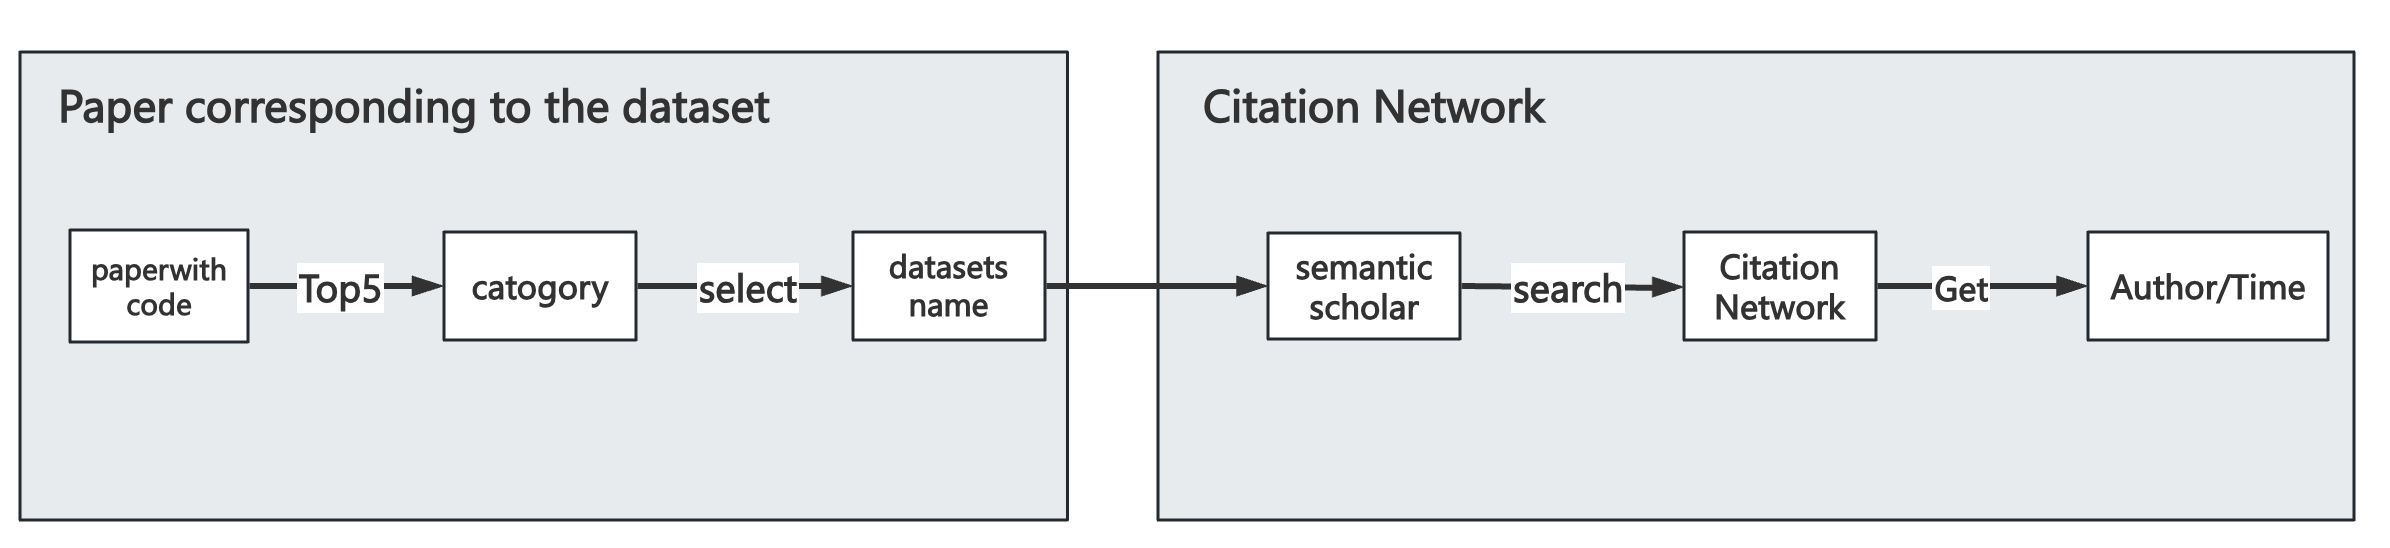 Paper corresponding to the dataset
paperwith
code
Top5
catogory
select
datasets
name
Citation Network
semantic
scholar
search
Citation
Network
Get
Author/Time